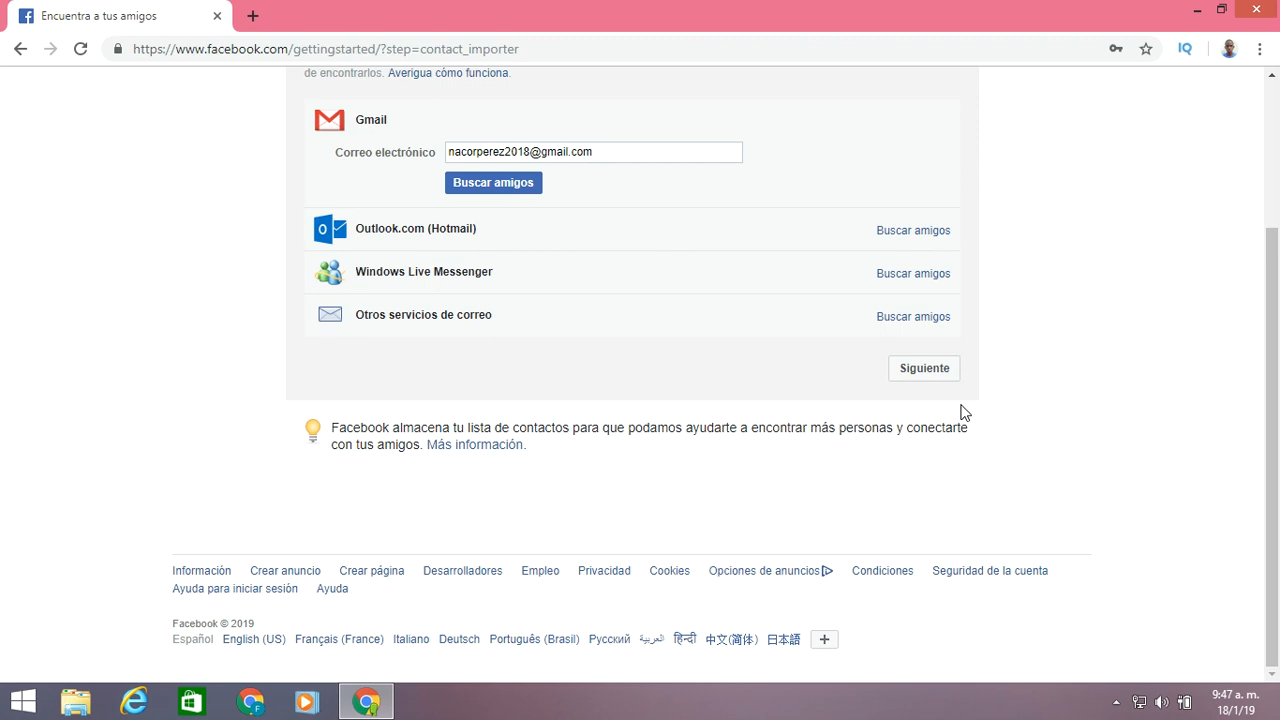 Encuentra a tus amigos
https://www.facebook.com/gettingstarted/?step=contact_importer
IQ
de encontrarlos. Averigua cómo funciona.
Gmail
Correo electrónico nacorperez2018@gmail.com
Buscar amigos
Outlook.com (Hotmail) Buscar amigos
Windows Live Messenger Buscar amigos
Otros servicios de correo Buscar amigos
Siguiente
Facebook almacena tu lista de contactos para que podamos ayudarte a encontrar más personas y conectarte
con tus amigos. Más información.
Información Crear anuncio Crear página Desarrolladores Empleo Privacidad Cookies Opciones de anuncios Condiciones Seguridad de la cuenta
Ayuda para iniciar sesión Ayuda
Facebook © 2019
Español English (US) Français (France) Italiano Deutsch Português (Brasil) Русский العربية हिन्दी 中文(简体) 日本語 +
9:47 a. m.
18/1/19